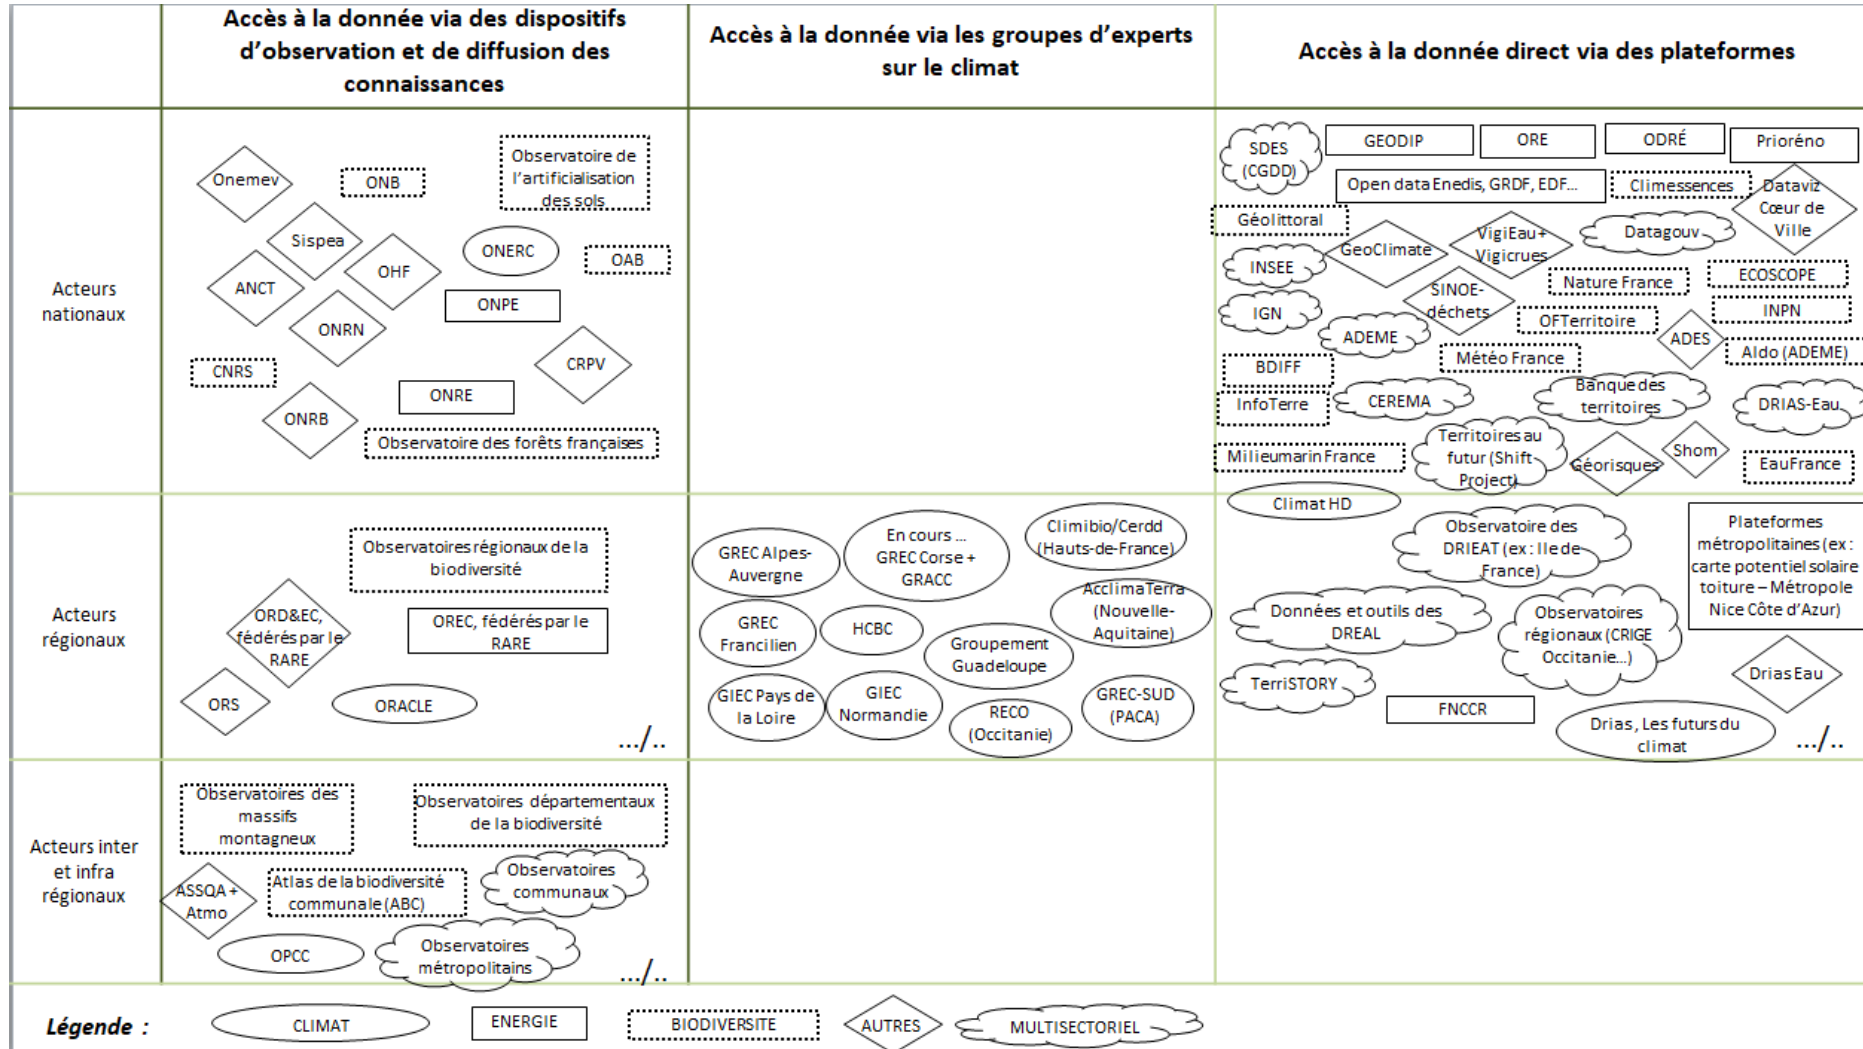 Accès à la donnée via des dispositifs
d’observation et de diffusion des
connaissances
Accès à la donnée via les groupes d’experts
sur le climat
Accès à la donnée direct via des plateformes
Acteurs
nationaux
Onemev
ONB
Observatoire de
l’artificialisation
des sols
Sispea
OHF
ONERC
OAB
ANCT
ONPE
ONRN
CNRS
CRPV
ONRE
ONRB
Observatoire des forêts françaises
SDES
(CGDD)
GEODIP
ORE
ODRÉ
Prioréno
Open data Enedis, GRDF, EDF...
Climessences
Dataviz
Cœur de
Ville
Géolittoral
GeoClimate
VigiEau+
Vigicrues
Datagouv
INSEE
Nature France
ECOSCOPE
IGN
SINOE-
déchets
INPN
ADEME
OFTerritoire
ADES
BDIFF
Météo France
Aldo (ADEME)
InfoTerre
CEREMA
Banque des
territoires
DRIAS-Eau
Milieumarin France
Territoires au
futur (Shift
Project)
Géorisques
Shom
EauFrance
Climat HD
Acteurs
régionaux
Observatoires régionaux de la
biodiversité
ORD&EC,
fédérés par le
RARE
OREC, fédérés par le
RARE
ORS
ORACLE
.../..
GREC Alpes-
Auvergne
En cours ...
GREC Corse +
GRACC
Climibio/Cerdd
(Hauts-de-France)
GREC
Francilien
HCBC
AcclimaTerra
(Nouvelle-
Aquitaine)
Groupement
Guadeloupe
GIEC Pays de
la Loire
GIEC
Normandie
RECO
(Occitanie)
GREC-SUD
(PACA)
Observatoire des
DRIEAT (ex : Ile de
France)
Plateformes
métropolitaines (ex :
carte potentiel solaire
toiture – Métropole
Nice Côte d’Azur)
Données et outils des
DREAL
Observatoires
régionaux (CRIGE
Occitanie...)
TerriSTORY
FNCCR
Drias Eau
Drias, Les futurs du
climat
.../..
Acteurs inter
et infra
régionaux
Observatoires des
massifs
montagneux
Observatoires départementaux
de la biodiversité
ASSQA +
Atmo
Atlas de la biodiversité
communale (ABC)
Observatoires
communaux
OPCC
Observatoires
métropolitains
.../..
Légende :
CLIMAT
ENERGIE
BIODIVERSITE
AUTRES
MULTISECTORIEL